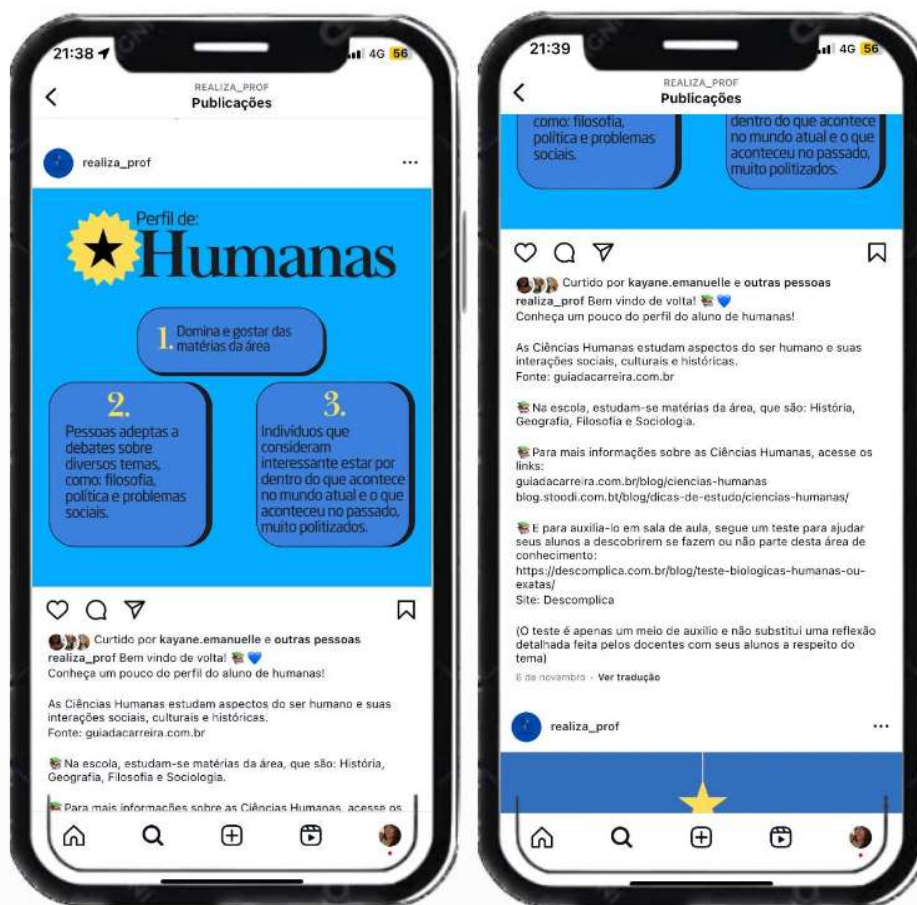 21:38
4G 56
REALIZA_PROF
Publicações
realiza_prof
Perfil de:
Humanas
1. Domina e gostar das
matérias da área
2.
Pessoas adeptas a
debates sobre
diversos temas,
como: filosofia,
política e problemas
sociais.
3.
Indivíduos que
consideram
interessante estar por
dentro do que acontece
no mundo atual e o que
aconteceu no passado,
muito politizados.
Curtido por kayane.emanuelle e outras pessoas
realiza_prof Bem vindo de volta!
Conheça um pouco do perfil do aluno de humanas!
As Ciências Humanas estudam aspectos do ser humano e suas
interações sociais, culturais e históricas.
Fonte: guiadacarreira.com.br
Na escola, estudam-se matérias da área, que são: História,
Geografia, Filosofia e Sociologia.
Para mais informações sobre as Ciências Humanas, acesse os
21:39
4G 56
REALIZA_PROF
Publicações
como: filosofia,
política e problemas
sociais.
dentro do que acontece
no mundo atual e o que
aconteceu no passado,
muito politizados.
Curtido por kayane.emanuelle e outras pessoas
realiza_prof Bem vindo de volta!
Conheça um pouco do perfil do aluno de humanas!
As Ciências Humanas estudam aspectos do ser humano e suas
interações sociais, culturais e históricas.
Fonte: guiadacarreira.com.br
Na escola, estudam-se matérias da área, que são: História,
Geografia, Filosofia e Sociologia.
Para mais informações sobre as Ciências Humanas, acesse os
links:
guiadacarreira.com.br/blog/ciencias-humanas
blog.stoodi.com.bt/blog/dicas-de-estudo/ciencias-humanas/
E para auxilia-lo em sala de aula, segue um teste para ajudar
seus alunos a descobrirem se fazem ou não parte desta área de
conhecimento:
https://descomplica.com.br/blog/teste-biologicas-humanas-ou-
exatas/
Site: Descomplica
(O teste é apenas um meio de auxilio e não substitui uma reflexão
detalhada feita pelos docentes com seus alunos a respeito do
tema)
6 de novembro · Ver tradução
realiza_prof